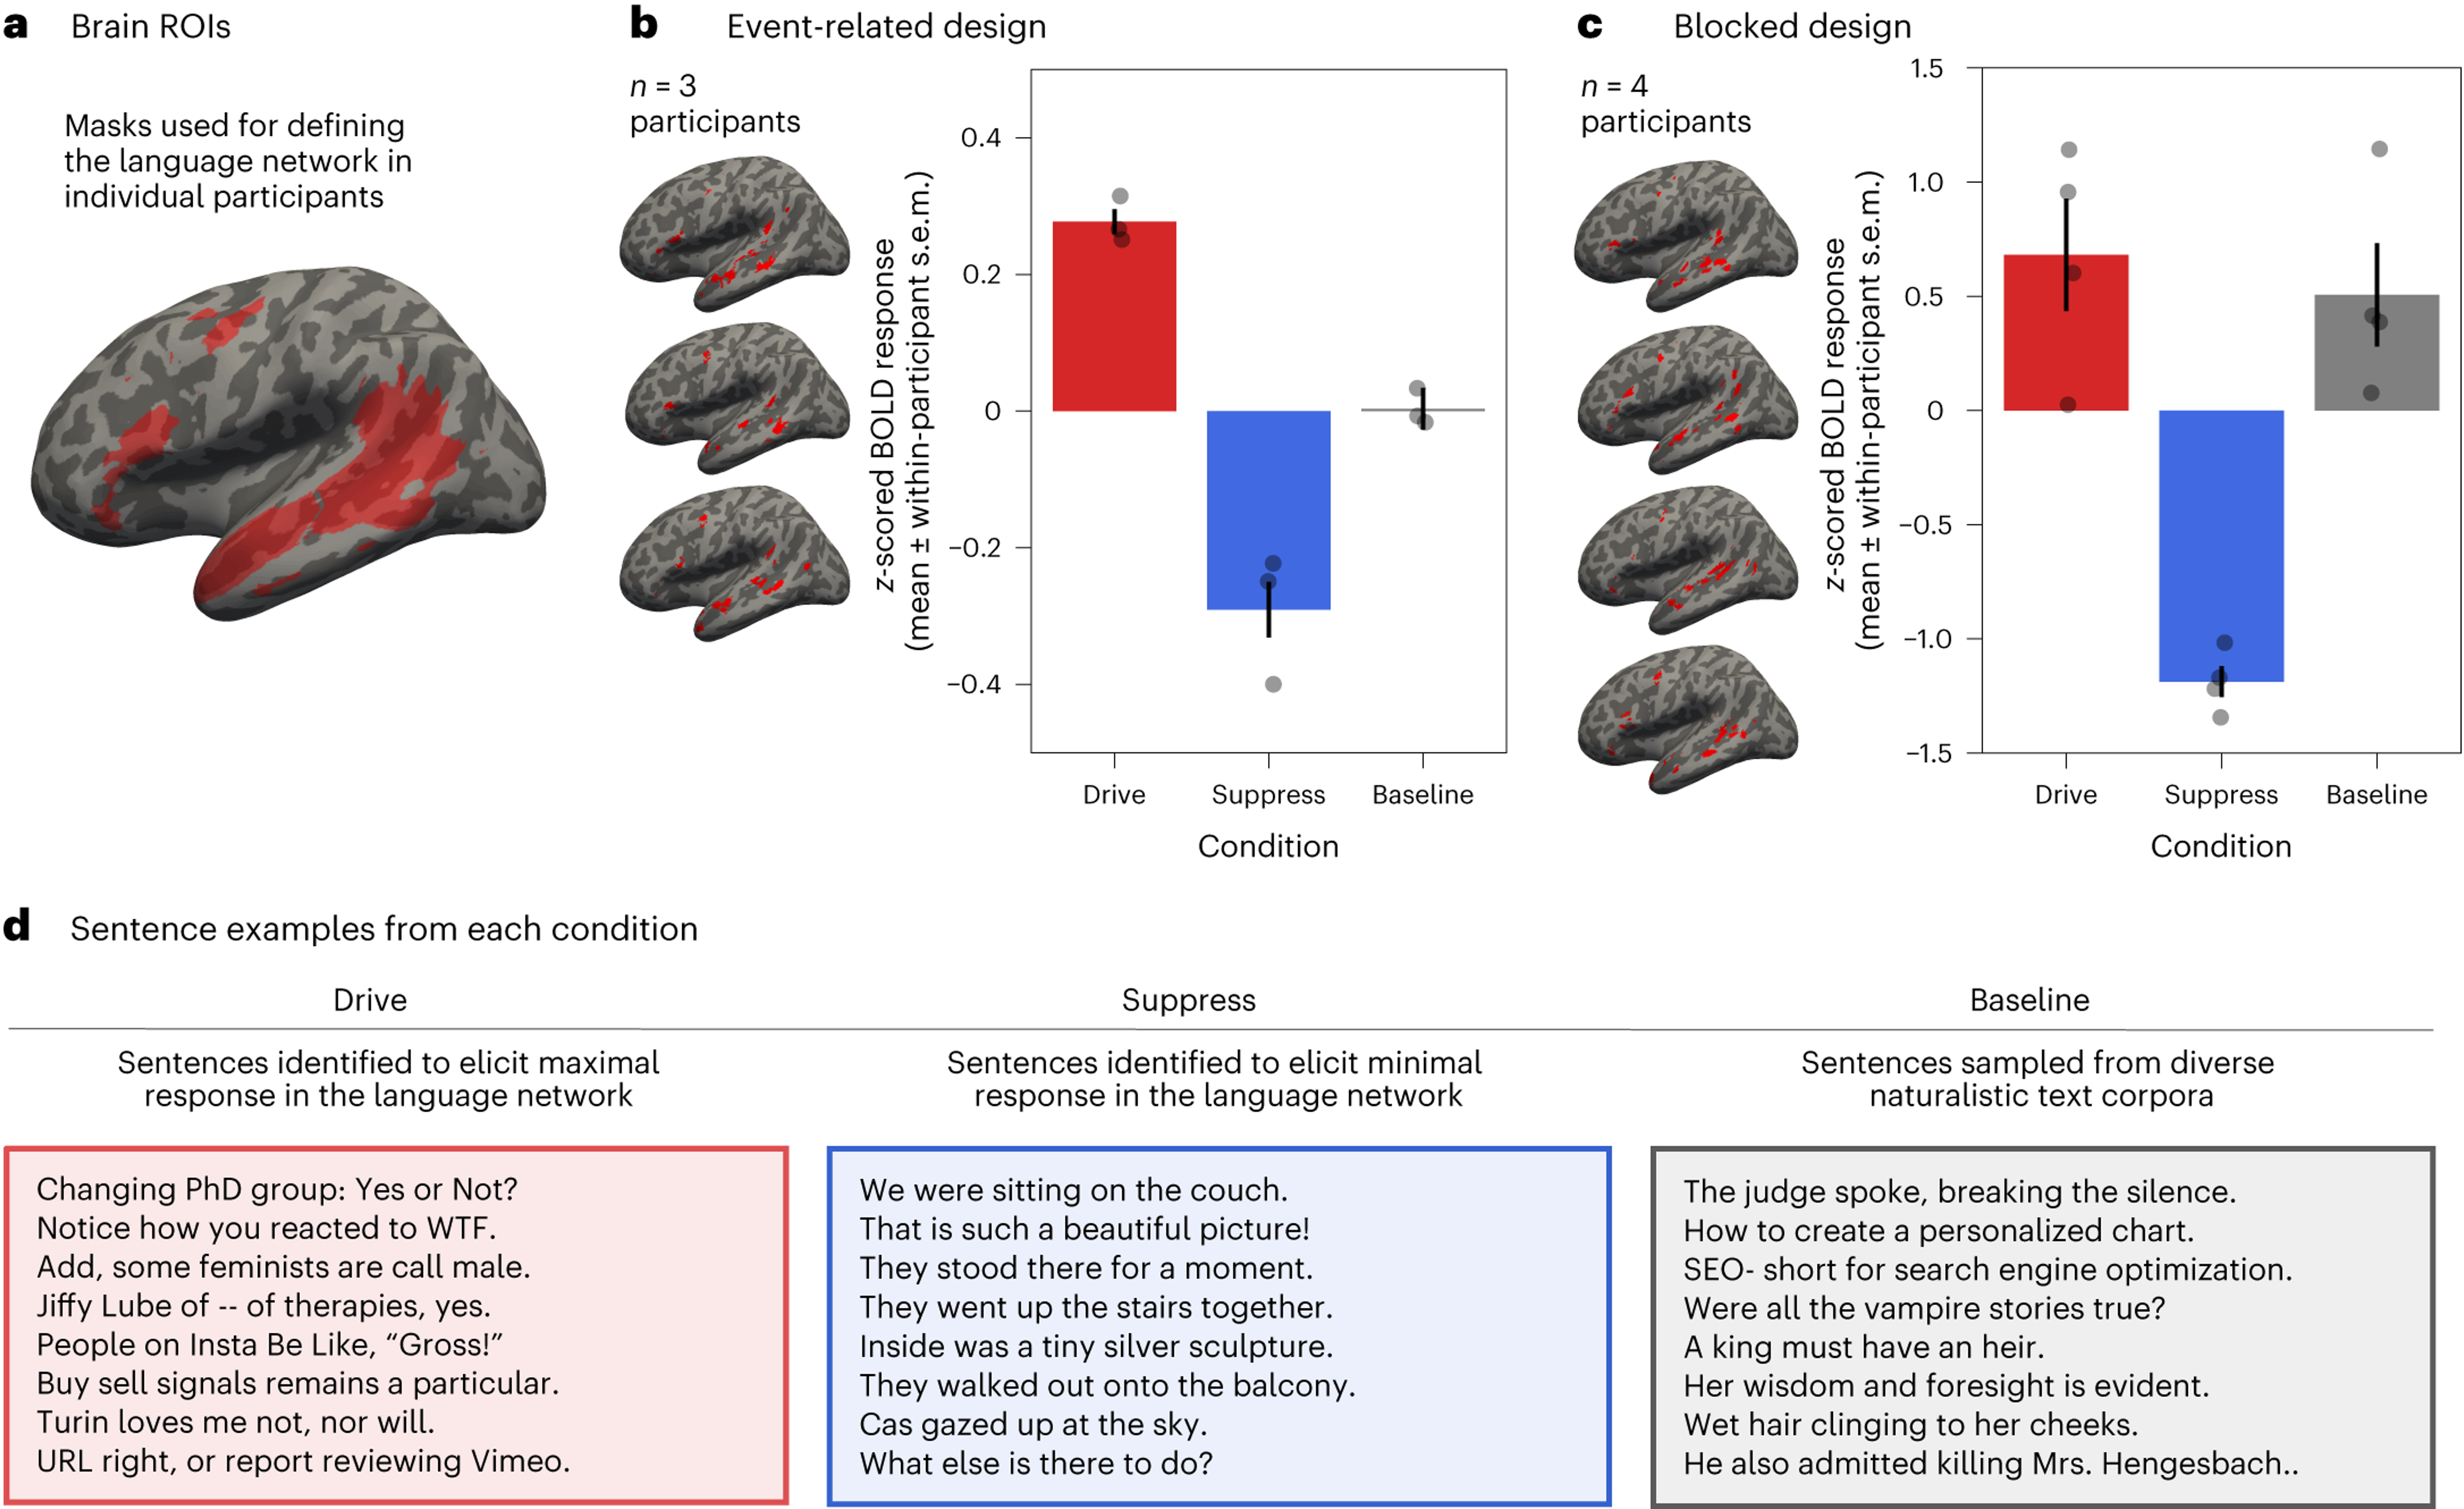 a Brain ROIs
Masks used for defining
the language network in
individual participants
b Event-related design
n = 3
participants
z-scored BOLD response
(mean ± within-participant s.e.m.)
0.4
0.2
0
−0.2
−0.4
Drive Suppress Baseline
Condition
c Blocked design
n = 4
participants
z-scored BOLD response
(mean ± within-participant s.e.m.)
1.5
1.0
0.5
0
−0.5
−1.0
−1.5
Drive Suppress Baseline
Condition
d Sentence examples from each condition
Drive
Sentences identified to elicit maximal
response in the language network
Changing PhD group: Yes or Not?
Notice how you reacted to WTF.
Add, some feminists are call male.
Jiffy Lube of -- of therapies, yes.
People on Insta Be Like, “Gross!”
Buy sell signals remains a particular.
Turin loves me not, nor will.
URL right, or report reviewing Vimeo.
Suppress
Sentences identified to elicit minimal
response in the language network
We were sitting on the couch.
That is such a beautiful picture!
They stood there for a moment.
They went up the stairs together.
Inside was a tiny silver sculpture.
They walked out onto the balcony.
Cas gazed up at the sky.
What else is there to do?
Baseline
Sentences sampled from diverse
naturalistic text corpora
The judge spoke, breaking the silence.
How to create a personalized chart.
SEO- short for search engine optimization.
Were all the vampire stories true?
A king must have an heir.
Her wisdom and foresight is evident.
Wet hair clinging to her cheeks.
He also admitted killing Mrs. Hengesbach..